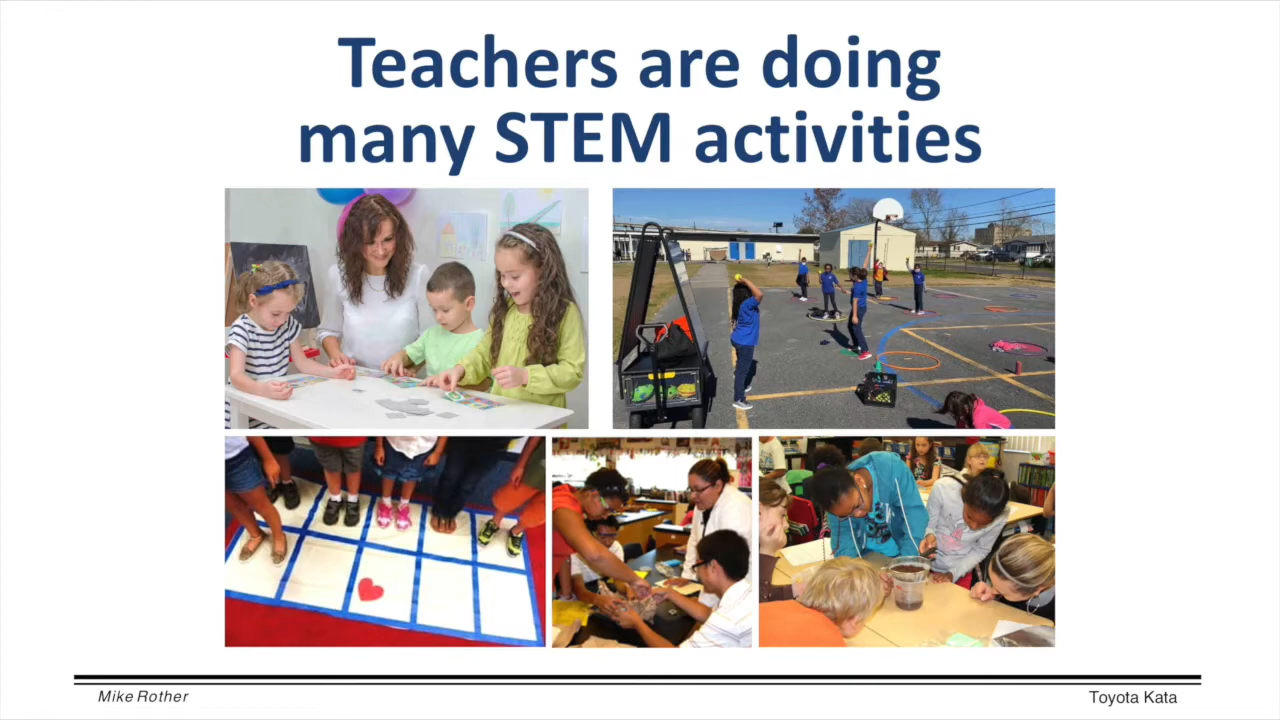 Teachers are doing
many STEM activities
Mike Rother
Toyota Kata